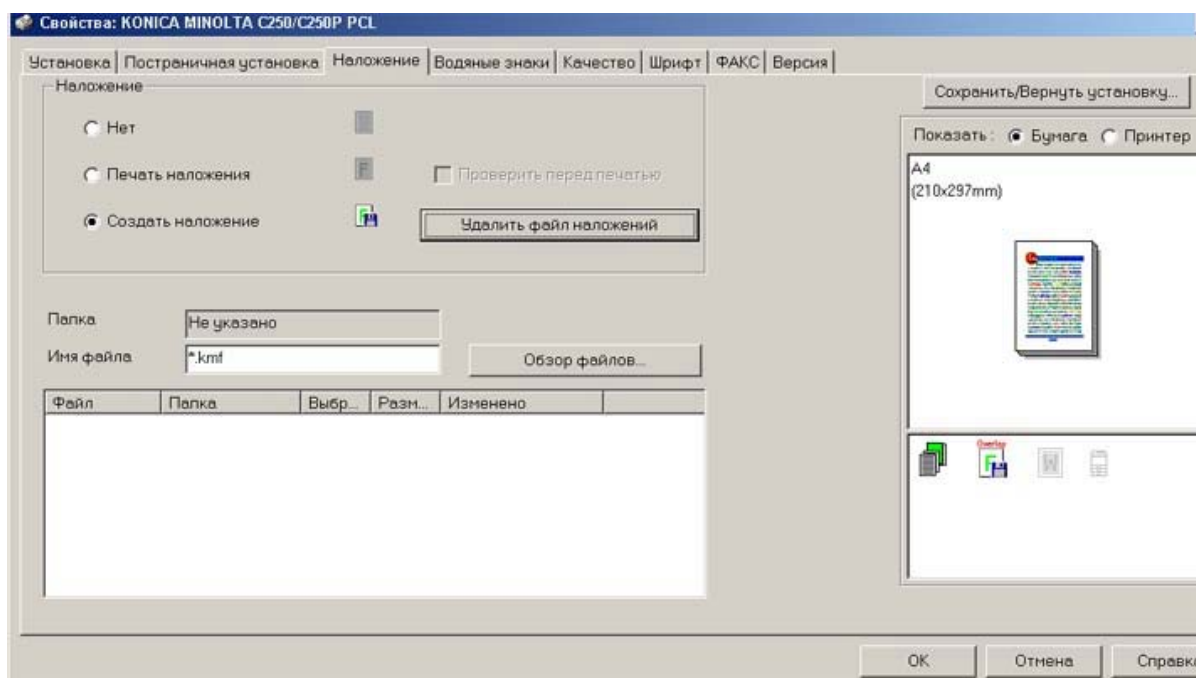 Свойства: KONICA MINOLTA C250/C250P PCL
Установка Постраничная установка Наложение Водяные знаки Качество Шрифт ФАКС Версия
Наложение
Нет
Печать наложения
Проверить перед печатью
Создать наложение
Удалить файл наложений
Папка
Не указано
Имя файла
*.kmf
Обзор файлов...
Файл Папка Выбр... Разм... Изменено
Сохранить/Вернуть установку...
Показать: Бумага Принтер
A4
(210x297mm)
Overlay
F
W
OK Отмена Справка